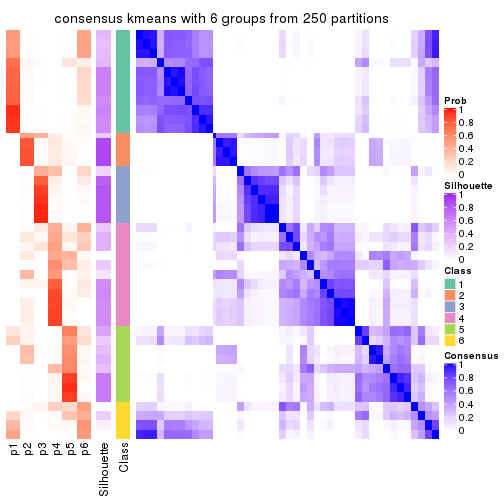 consensus kmeans with 6 groups from 250 partitions
Prob
1
0.8
0.6
0.4
0.2
0
Silhouette
1
0.8
0.6
0.4
0.2
0
Class
1
2
3
4
5
6
Consensus
1
0.8
0.6
0.4
0.2
0
p1
p2
p3
p4
p5
p6
Silhouette
Class